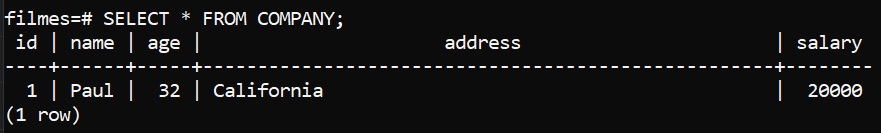 filmes=# SELECT * FROM COMPANY;
 id | name | age |                      address                       | salary
----+------+-----+----------------------------------------------------+--------
  1 | Paul |  32 | California                                         |  20000
(1 row)